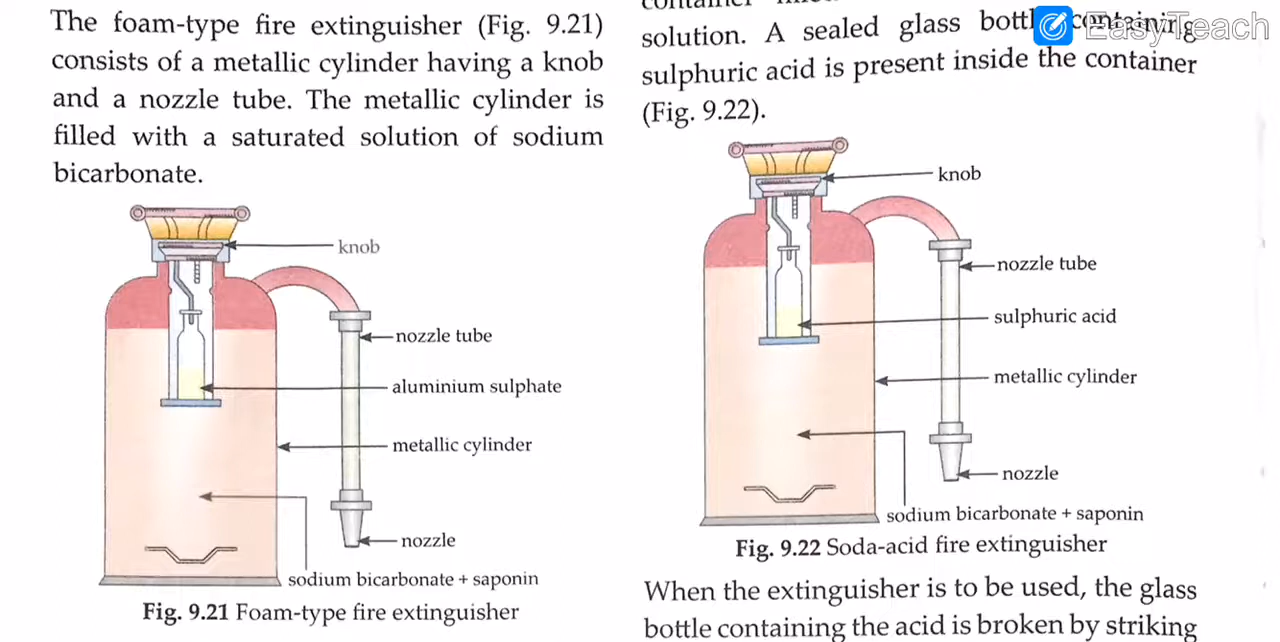 The foam-type fire extinguisher (Fig. 9.21)
consists of a metallic cylinder having a knob
and a nozzle tube. The metallic cylinder is
filled with a saturated solution of sodium
bicarbonate.
knob
nozzle tube
aluminium sulphate
metallic cylinder
nozzle
sodium bicarbonate + saponin
Fig. 9.21 Foam-type fire extinguisher
EasyTeach
solution. A sealed glass bottle containing
sulphuric acid is present inside the container
(Fig. 9.22).
knob
nozzle tube
sulphuric acid
metallic cylinder
nozzle
sodium bicarbonate + saponin
Fig. 9.22 Soda-acid fire extinguisher
When the extinguisher is to be used, the glass
bottle containing the acid is broken by striking